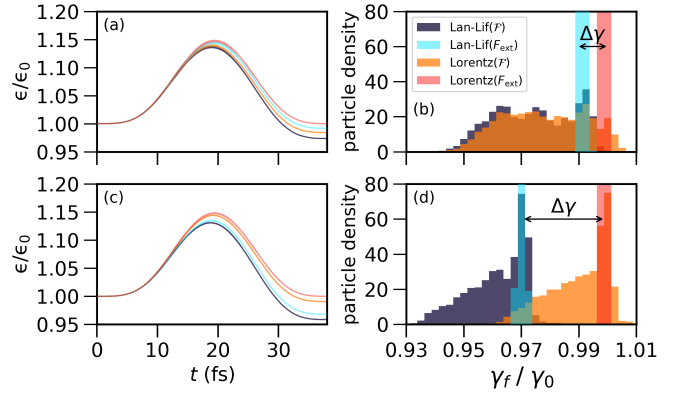 (a)
ϵ/ϵ₀
1.20
1.15
1.10
1.05
1.00
0.95
particle density
80
60
40
20
0
Lan-Lif(ℱ)
Lan-Lif(F_ext)
Lorentz(ℱ)
Lorentz(F_ext)
Δγ
(b)
(c)
ϵ/ϵ₀
1.20
1.15
1.10
1.05
1.00
0.95
0 10 20 30
t (fs)
(d)
particle density
80
60
40
20
0
Δγ
0.93 0.95 0.97 0.99 1.01
γ_f / γ₀